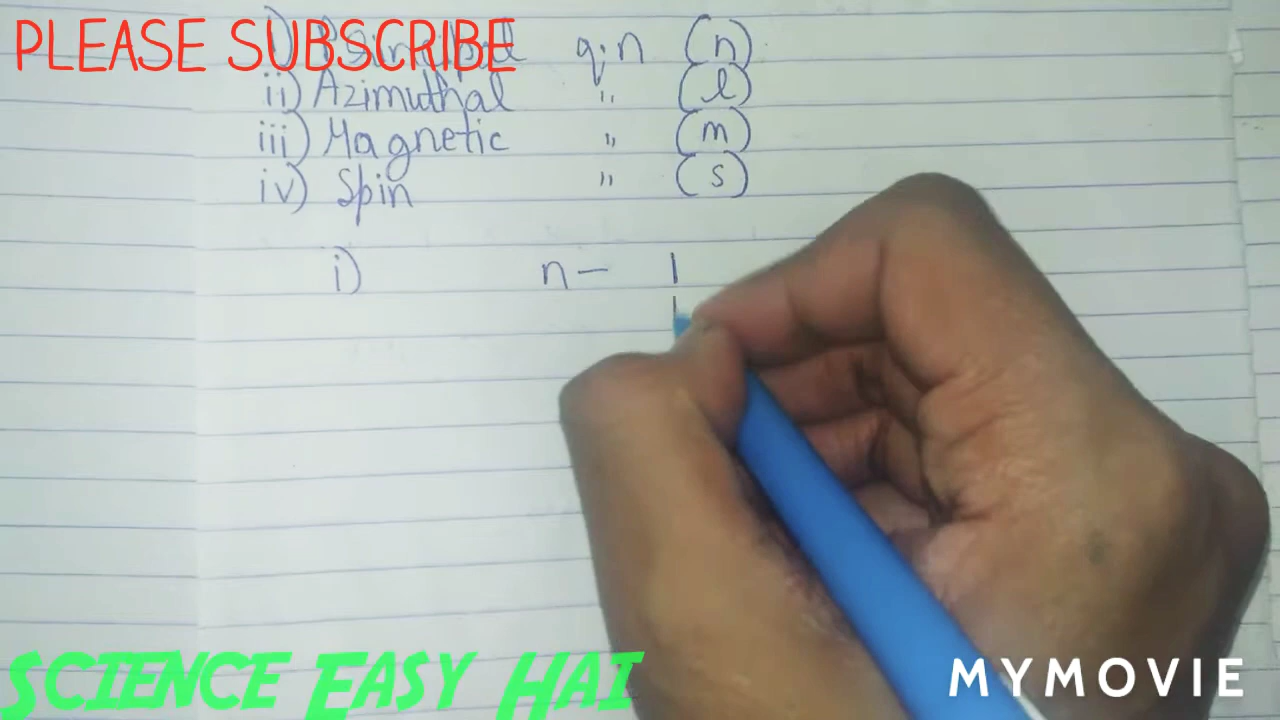 PLEASE SUBSCRIBE
i) q.n (n)
ii) Azimuthal " (l)
iii) Magnetic " (m)
iv) Spin " (s)
i) n – 1
SCIENCE EASY HAI
MYMOVIE